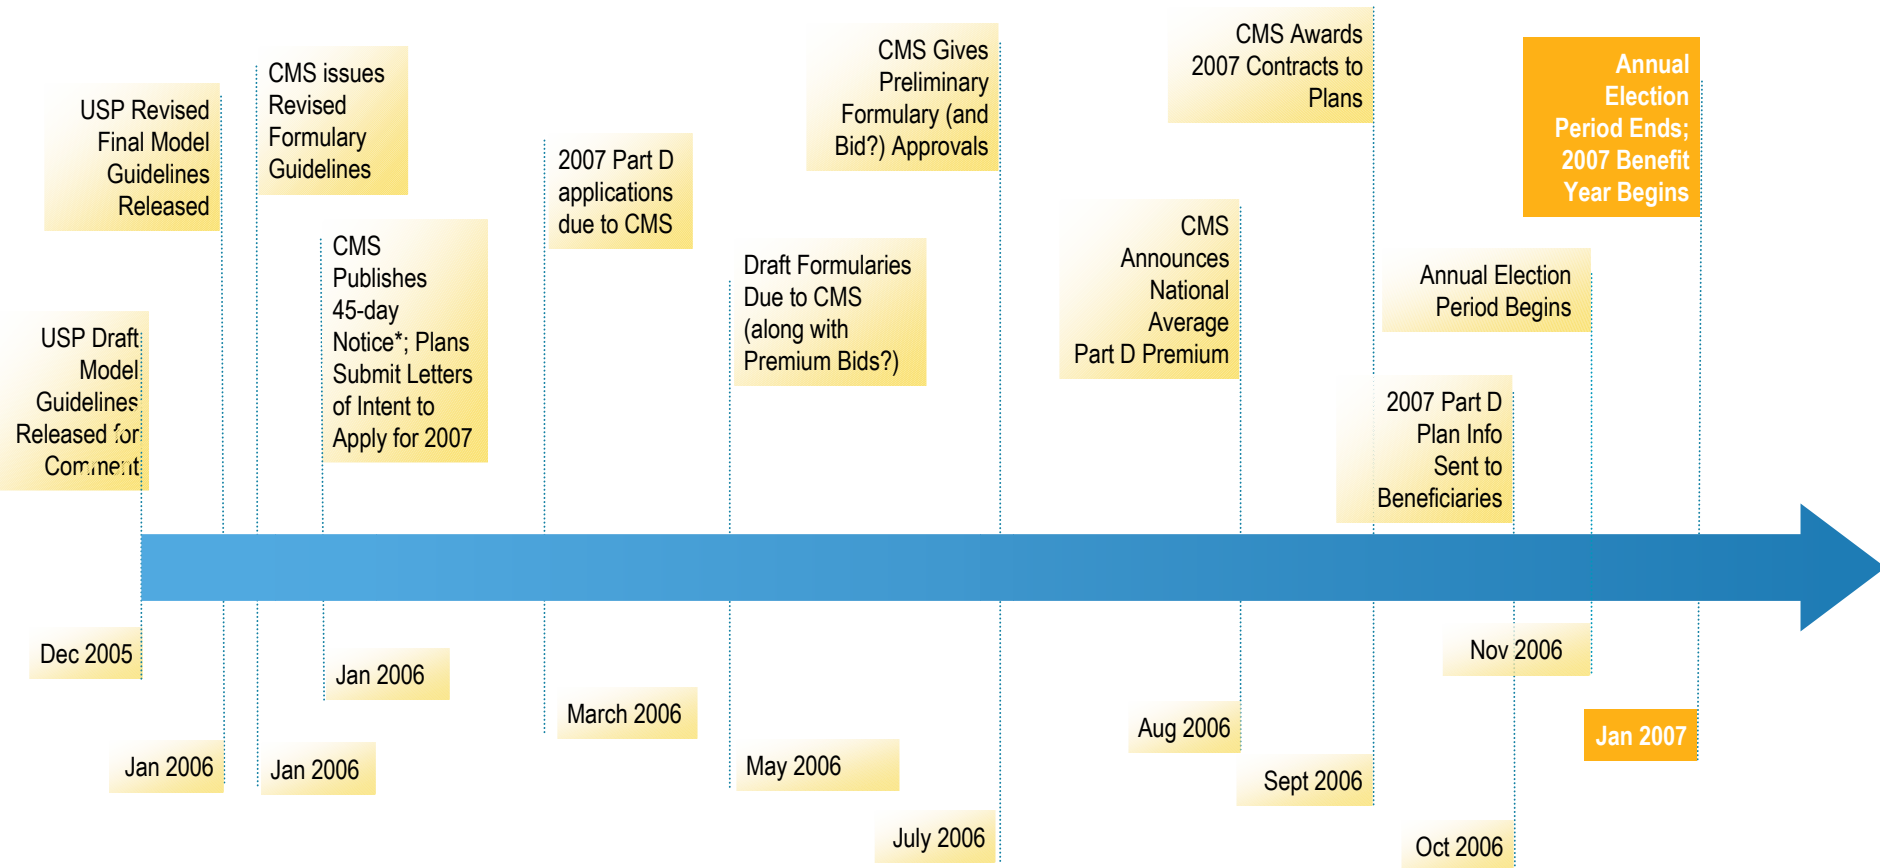 USP Draft
Model
Guidelines
Released for
Comment
USP Revised
Final Model
Guidelines
Released
CMS issues
Revised
Formulary
Guidelines
CMS
Publishes
45-day
Notice*; Plans
Submit Letters
of Intent to
Apply for 2007
2007 Part D
applications
due to CMS
Draft Formularies
Due to CMS
(along with
Premium Bids?)
CMS Gives
Preliminary
Formulary (and
Bid?) Approvals
CMS
Announces
National
Average
Part D Premium
CMS Awards
2007 Contracts to
Plans
2007 Part D
Plan Info
Sent to
Beneficiaries
Annual Election
Period Begins
Annual
Election
Period Ends;
2007 Benefit
Year Begins
Dec 2005
Jan 2006
Jan 2006
Jan 2006
March 2006
May 2006
July 2006
Aug 2006
Sept 2006
Oct 2006
Nov 2006
Jan 2007